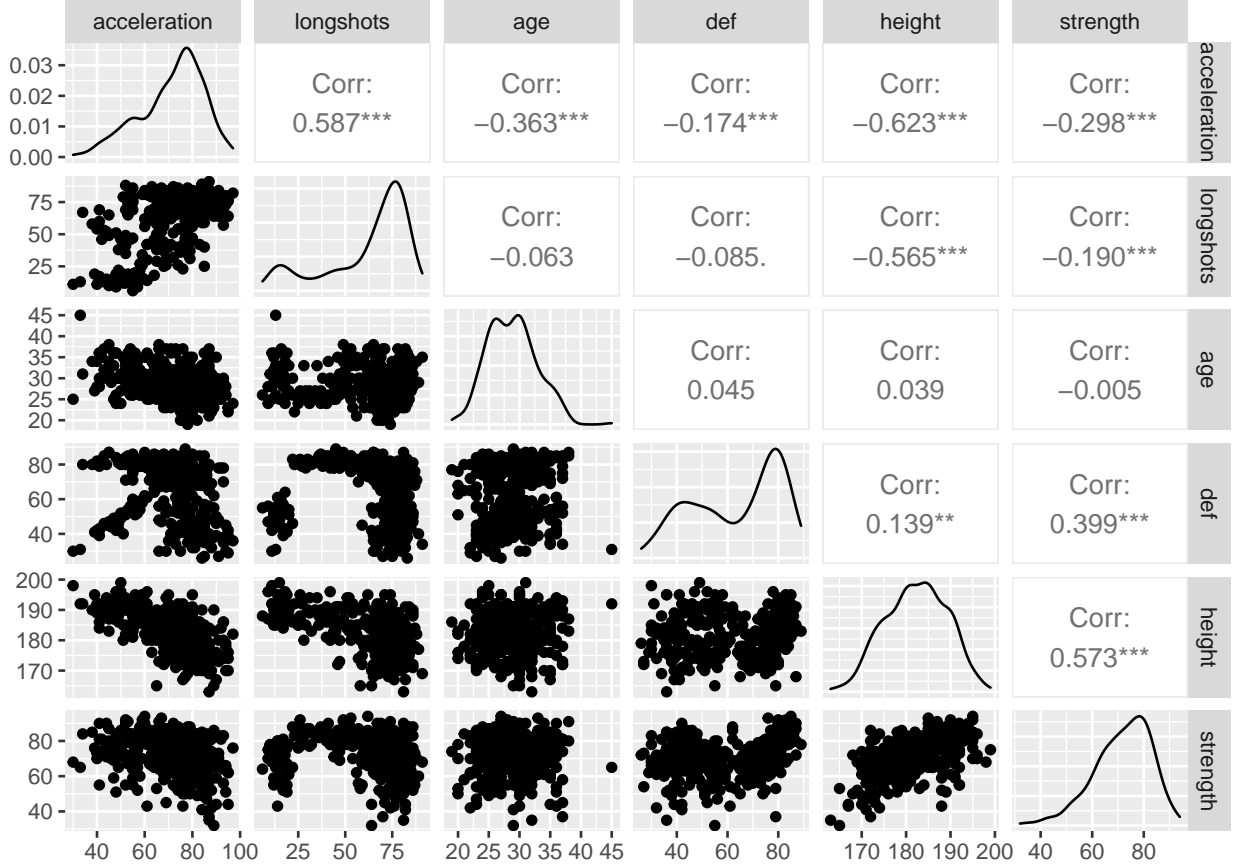 acceleration longshots age def height strength
0.03
0.02
0.01
0.00
Corr:
0.587***
Corr:
−0.363***
Corr:
−0.174***
Corr:
−0.623***
Corr:
−0.298***
acceleration
75
50
25
Corr:
−0.063
Corr:
−0.085.
Corr:
−0.565***
Corr:
−0.190***
longshots
45
40
35
30
25
20
Corr:
0.045
Corr:
0.039
Corr:
−0.005
age
80
60
40
Corr:
0.139**
Corr:
0.399***
def
200
190
180
170
Corr:
0.573***
height
80
60
40
strength
40 60 80 100 25 50 75 20 25 30 35 40 45 40 60 80 170 180 190 200 40 60 80